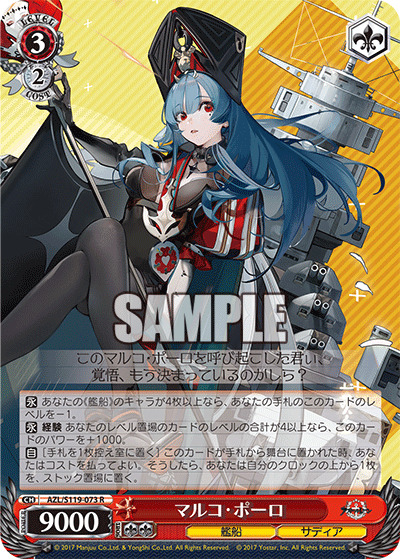 LEVEL
3
2
COST
SAMPLE
このマルコ・ポーロを呼び起こした君い、
覚悟、もう決まっているのかしら?
永 あなたの《艦船》のキャラが4枚以上なら、あなたの手札のこのカードのレ
ベルを-1。
永 経験 あなたのレベル置場のカードのレベルの合計が4以上なら、このカー
ドのパワーを+1000。
自 [手札を1枚控え室に置く] このカードが手札から舞台に置かれた時、あなた
はコストを払ってよい。そうしたら、あなたは自分のクロックの上から1枚
を、ストック置場に置く。
CH AZL/S119-073 R
9000
マルコ・ポーロ
艦船
サディア
© 2017 Manjuu Co.,Ltd. & YongShi Co.,Ltd. All Rights Reserved. © 2017 Yostar, Inc. All Rights Reserved.